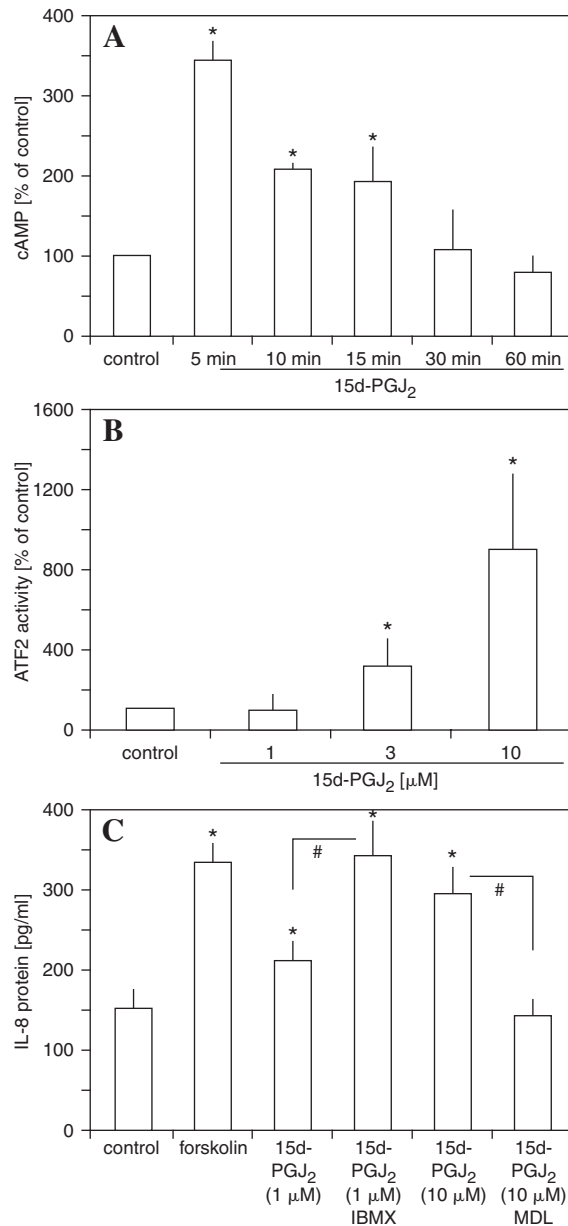 A
cAMP [% of control]
400
300
200
100
0
*
*
*
control 5 min 10 min 15 min 30 min 60 min
15d-PGJ2
B
ATF2 activity [% of control]
1600
1200
800
400
0
*
*
control 1 3 10
15d-PGJ2 [μM]
C
IL-8 protein [pg/ml]
400
300
200
100
0
*
*
*
*
#
#
control forskolin 15d- 15d- 15d- 15d-
PGJ2 PGJ2 PGJ2 PGJ2
(1 μM) (1 μM) (10 μM) (10 μM)
IBMX MDL